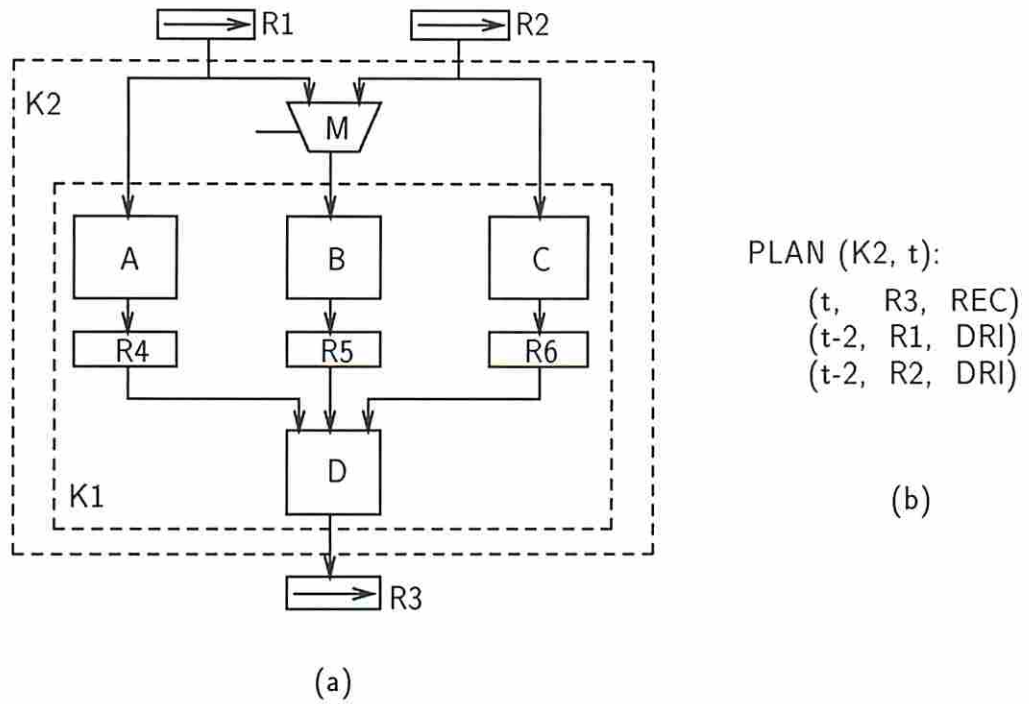 R1
R2
K2
M
A
B
C
R4
R5
R6
D
K1
R3
(a)
PLAN (K2, t):
(t, R3, REC)
(t-2, R1, DRI)
(t-2, R2, DRI)
(b)